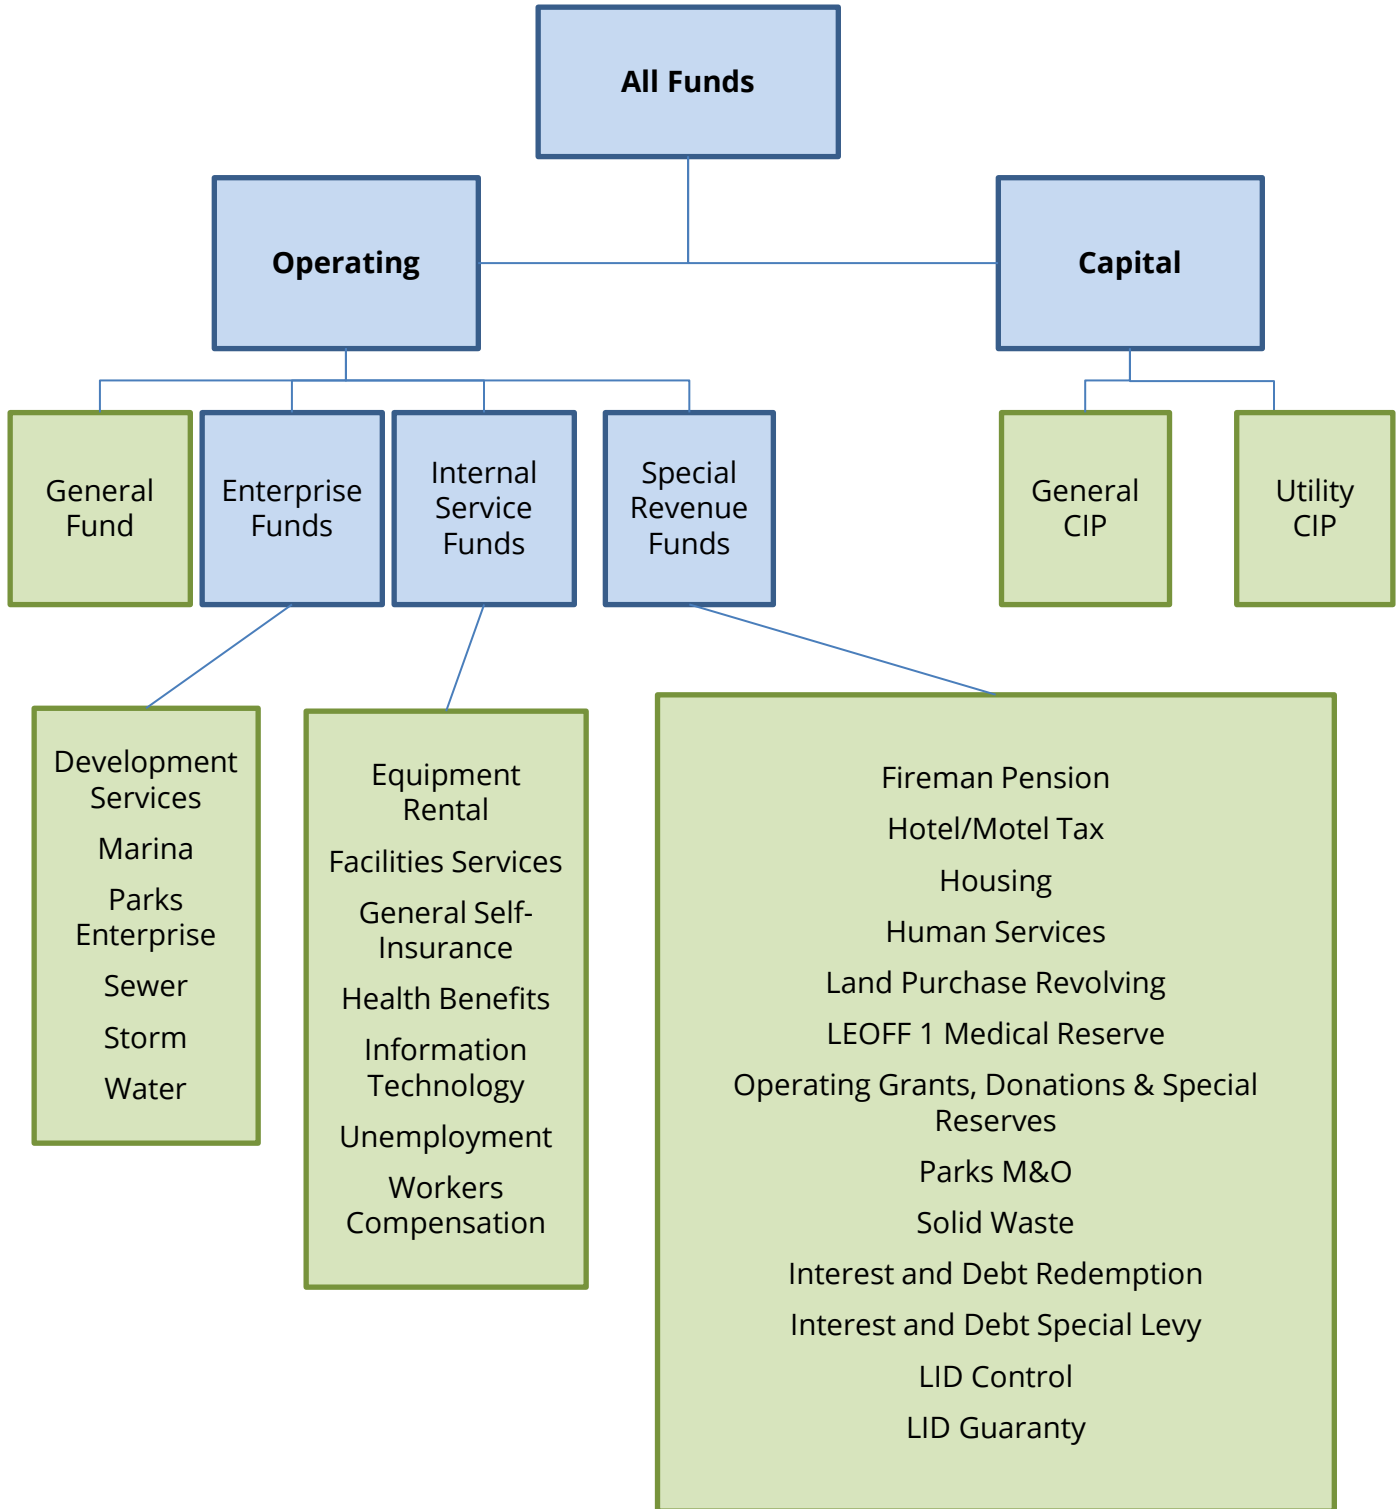 All Funds
Operating
Capital
General
Fund
Enterprise
Funds
Internal
Service
Funds
Special
Revenue
Funds
General
CIP
Utility
CIP
Development
Services
Marina
Parks
Enterprise
Sewer
Storm
Water
Equipment
Rental
Facilities Services
General Self-
Insurance
Health Benefits
Information
Technology
Unemployment
Workers
Compensation
Fireman Pension
Hotel/Motel Tax
Housing
Human Services
Land Purchase Revolving
LEOFF 1 Medical Reserve
Operating Grants, Donations & Special
Reserves
Parks M&O
Solid Waste
Interest and Debt Redemption
Interest and Debt Special Levy
LID Control
LID Guaranty